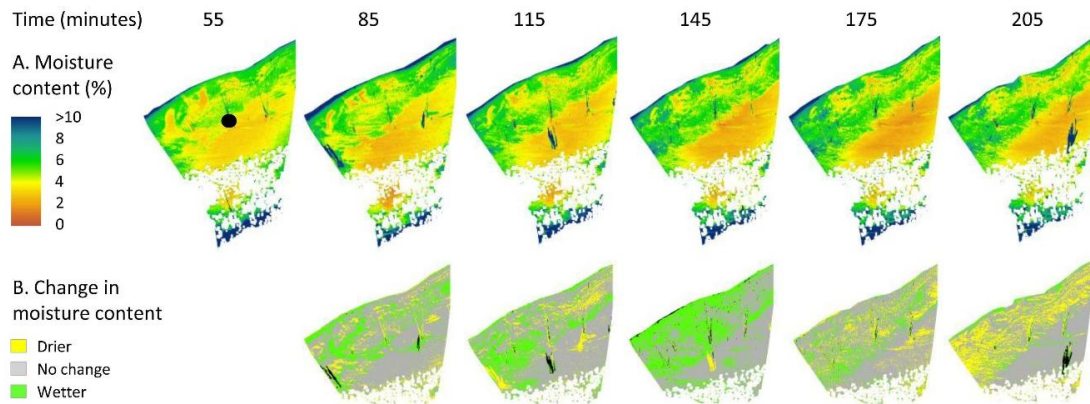 Time (minutes) 55 85 115 145 175 205
A. Moisture
content (%)
>10
8
6
4
2
0
B. Change in
moisture content
Drier
No change
Wetter